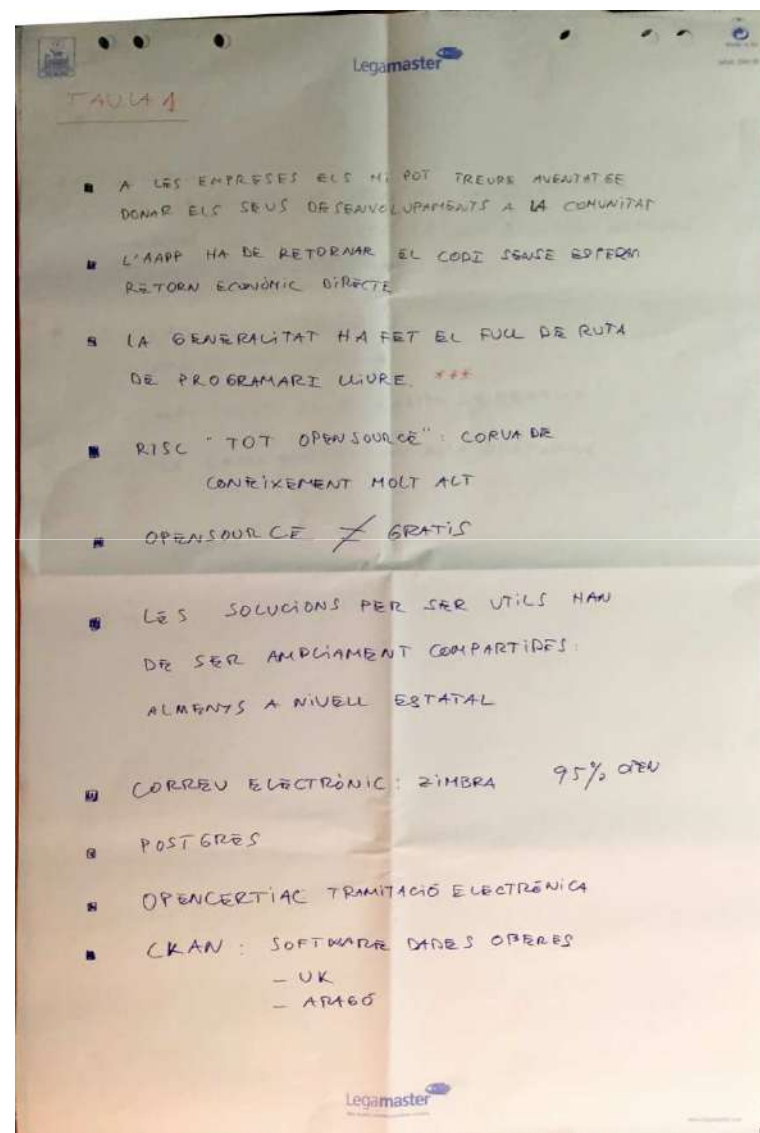 Legamaster
TAULA 1
A LES EMPRESES ELS HI POT TREURE AVENTATGE
DONAR ELS SEUS DESENVOLUPAMENTS A LA COMUNITAT
L'AAPP HA DE RETORNAR EL CODI SENSE ESPERAR
RETORN ECONÒMIC DIRECTE
LA GENERALITAT HA FET EL FULL DE RUTA
DE PROGRAMARI LLIURE. ***
RISC "TOT OPENSOURCE": CORVA DE
CONEIXEMENT MOLT ALT
OPENSOURCE ≠ GRATIS
LES SOLUCIONS PER SER UTILS HAN
DE SER AMPLIAMENT COMPARTIDES:
ALMENYS A NIVELL ESTATAL
CORREU ELECTRÒNIC: ZIMBRA 95% OPEN
POSTGRES
OPENCERTIAC TRAMITACIÓ ELECTRÒNICA
CKAN: SOFTWARE DADES OBERES
- UK
- ARAGÓ
Legamaster